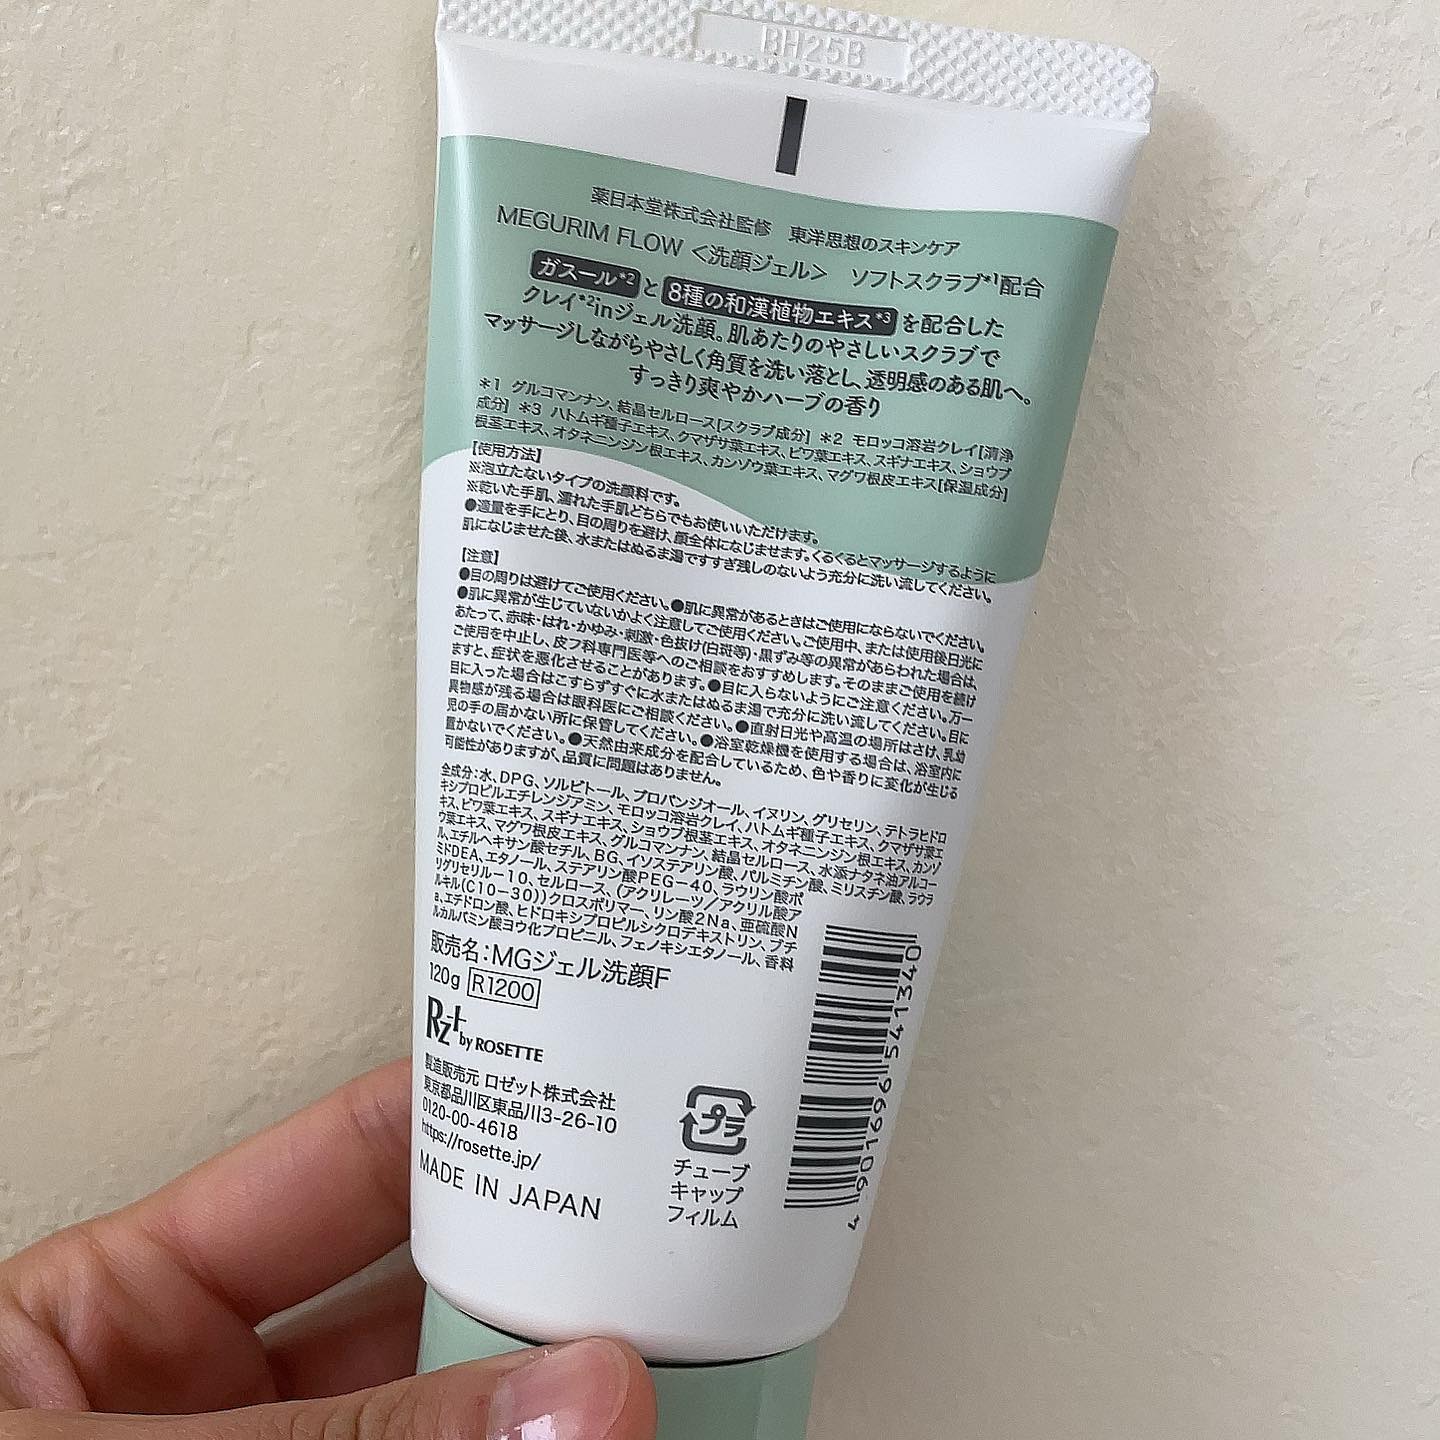 BH25B
薬日本堂株式会社監修 東洋思想のスキンケア
MEGURIM FLOW <洗顔ジェル> ソフトスクラブ*1配合
ガスール*2と8種の和漢植物エキス*3を配合した
クレイ*2inジェル洗顔。肌あたりのやさしいスクラブで
マッサージしながらやさしく角質を洗い落とし、透明感のある肌へ。
すっきり爽やかハーブの香り
*1 グルコマンナン、結晶セルロース[スクラブ成分] *2 モロッコ溶岩クレイ[清浄
成分] *3 ハトムギ種子エキス、クマザサ葉エキス、ビワ葉エキス、スギナエキス、ショウブ
根茎エキス、オタネニンジン根エキス、カンゾウ葉エキス、マグワ根皮エキス[保湿成分]
【使用方法】
※泡立たないタイプの洗顔料です。
※乾いた手肌、濡れた手肌どちらでもお使いいただけます。
●適量を手にとり、目の周りを避け、顔全体になじませます。くるくるとマッサージするように
肌になじませた後、水またはぬるま湯ですすぎ残しのないよう充分に洗い流してください。
【注意】
●目の周りは避けてご使用ください。●肌に異常があるときはご使用にならないでください。
●肌に異常が生じていないかよく注意してご使用ください。ご使用中、または使用後日光に
あたって、赤味・はれ・かゆみ・刺激・色抜け(白斑等)・黒ずみ等の異常があらわれた場合は、
ご使用を中止し、皮フ科専門医等へのご相談をおすすめします。そのままご使用を続け
ますと、症状を悪化させることがあります。●目に入らないようにご注意ください。万一
目に入った場合はこすらずすぐに水またはぬるま湯で充分に洗い流してください。目に
異物感が残る場合は眼科医にご相談ください。●直射日光や高温の場所はさけ、乳幼
児の手の届かない所に保管してください。●浴室乾燥機を使用する場合は、浴室内に
置かないでください。●天然由来成分を配合しているため、色や香りに変化が生じる
可能性がありますが、品質に問題はありません。
全成分:水、DPG、ソルビトール、プロパンジオール、イヌリン、グリセリン、テトラヒドロ
キシプロピルエチレンジアミン、モロッコ溶岩クレイ、ハトムギ種子エキス、クマザサ葉エ
キス、ビワ葉エキス、スギナエキス、ショウブ根茎エキス、オタネニンジン根エキス、カンゾ
ウ葉エキス、マグワ根皮エキス、グルコマンナン、結晶セルロース、水添ナタネ油アルコー
ル、エチルヘキサン酸セチル、BG、イソステアリン酸、パルミチン酸、ミリスチン酸、ラウラ
ミドDEA、エタノール、ステアリン酸PEG-40、ラウリン酸ポ
リグリセリル-10、セルロース、(アクリレーツ/アクリル酸ア
ルキル(C10-30))クロスポリマー、リン酸2Na、亜硫酸N
a、エチドロン酸、ヒドロキシプロピルシクロデキストリン、ブチ
ルカルバミン酸ヨウ化プロピニル、フェノキシエタノール、香料
販売名:MGジェル洗顔F
120g R1200
Rz+ by ROSETTE
製造販売元 ロゼット株式会社
東京都品川区東品川3-26-10
0120-00-4618
https://rosette.jp/
MADE IN JAPAN
プラ
チューブ
キャップ
フィルム
4 901696 541340